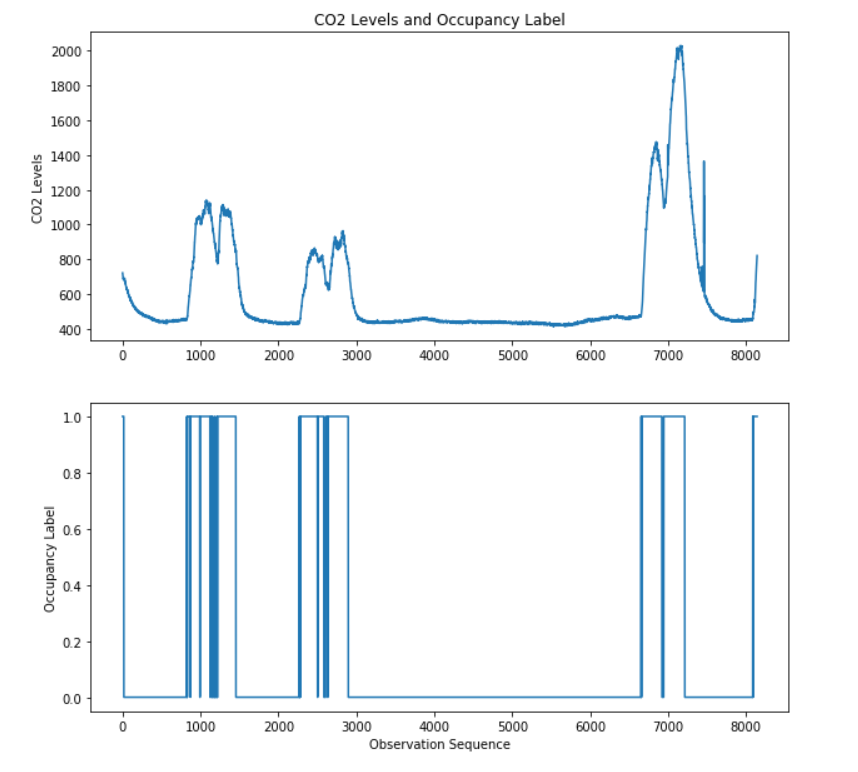 CO2 Levels and Occupancy Label
2000
1800
1600
1400
1200
1000
800
600
400
CO2 Levels
0 1000 2000 3000 4000 5000 6000 7000 8000
1.0
0.8
0.6
0.4
0.2
0.0
Occupancy Label
0 1000 2000 3000 4000 5000 6000 7000 8000
Observation Sequence